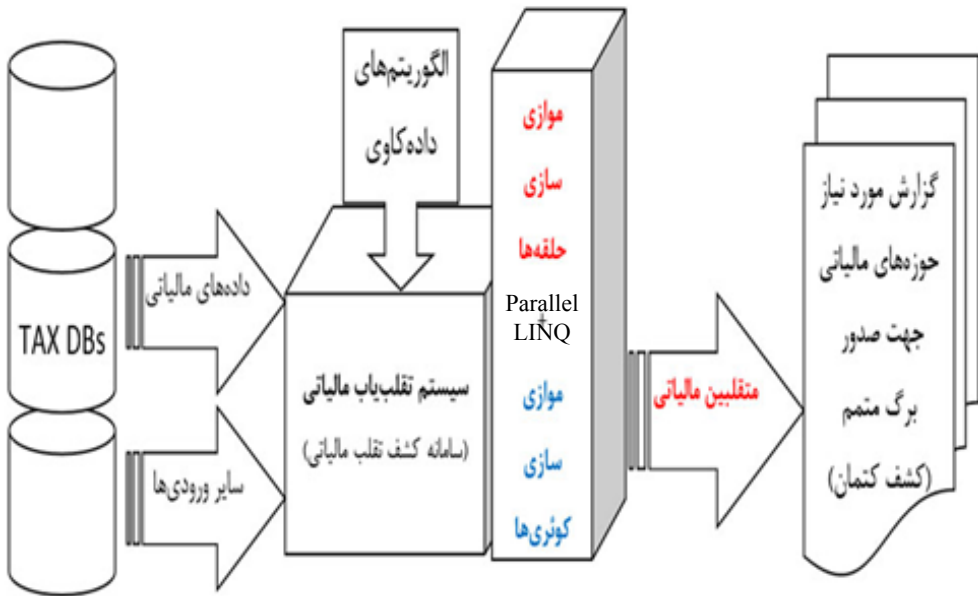 TAX DBs
داده‌های مالیاتی
سایر ورودی‌ها
الگوریتم‌های
داده‌کاوی
سیستم تقلب‌یاب مالیاتی
(سامانه کشف تقلب مالیاتی)
موازی
سازی
حلقه‌ها
Parallel
+
LINQ
موازی
سازی
کوئری‌ها
متقلبین مالیاتی
گزارش مورد نیاز
حوزه‌های مالیاتی
جهت صدور
برگ متمم
(کشف کتمان)